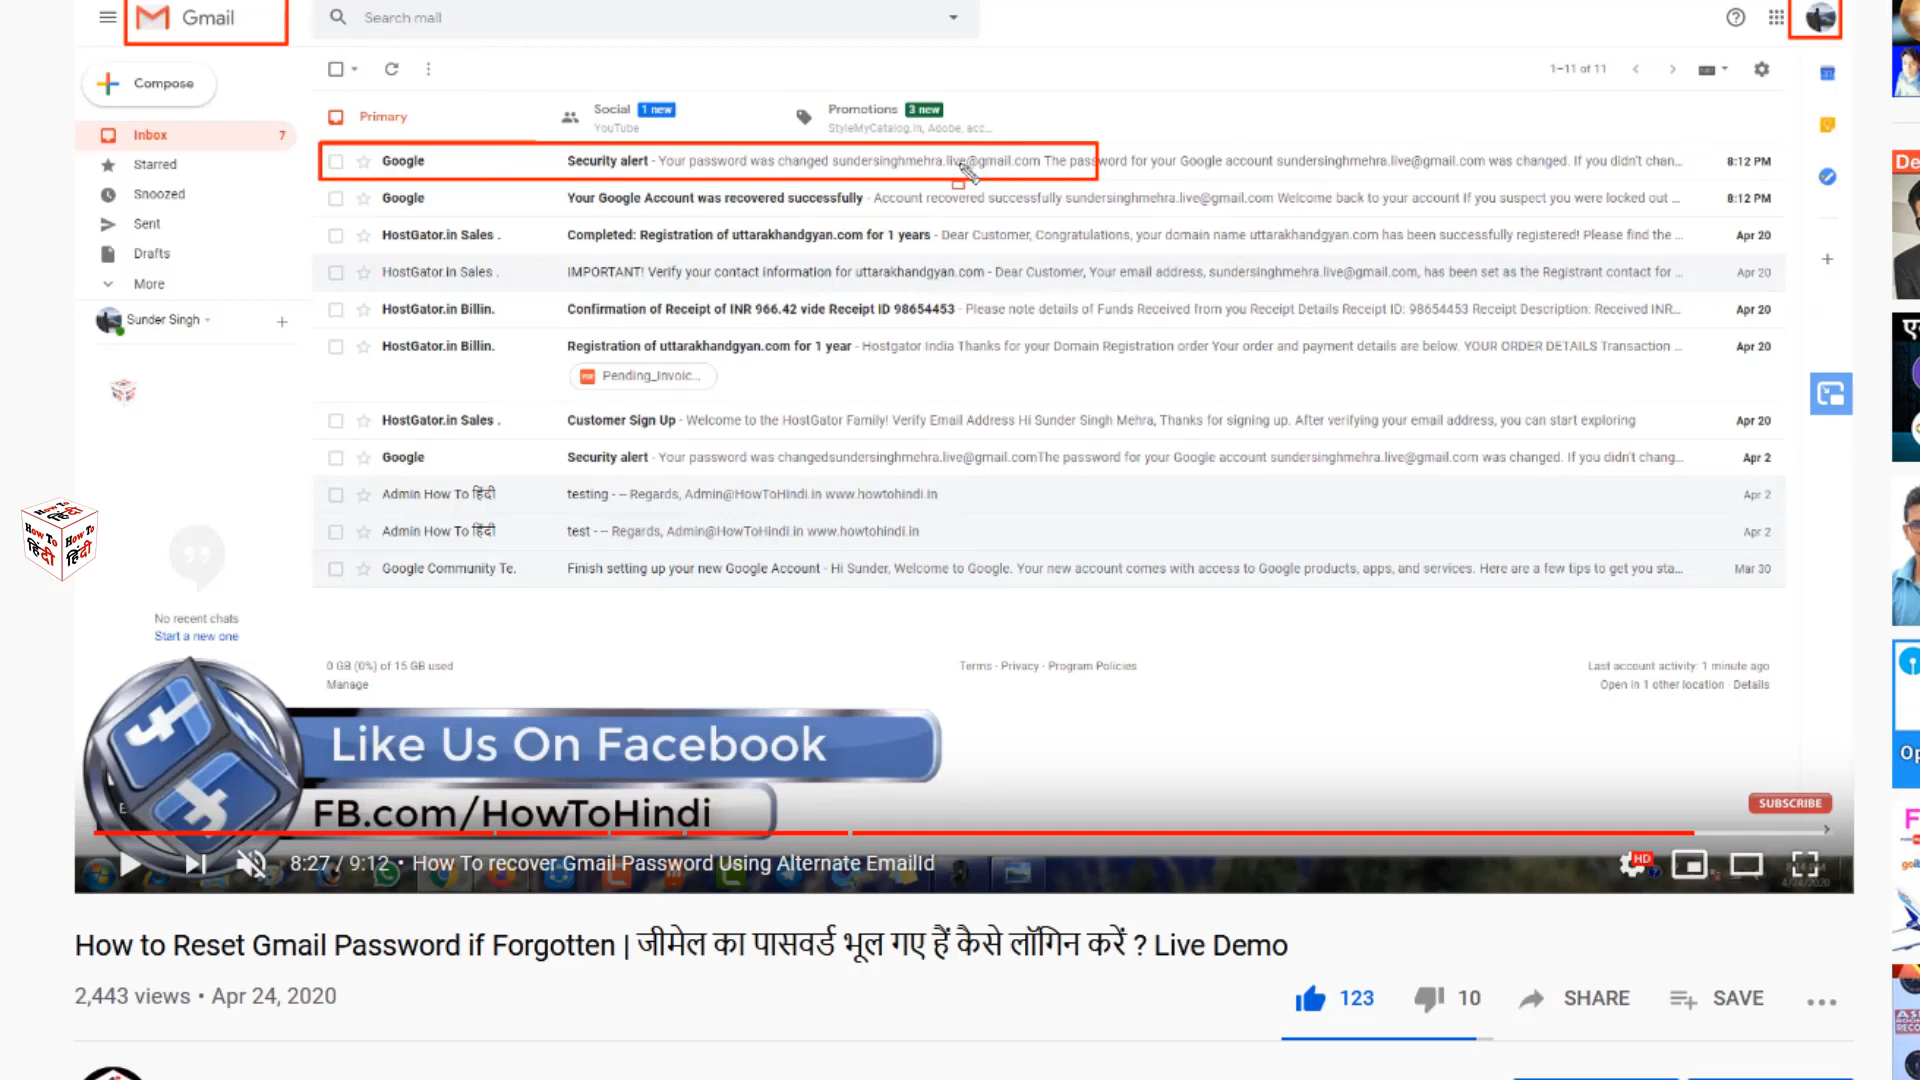 Gmail
Search mail
Compose
1–11 of 11
Primary
Social 1 new
YouTube
Promotions 3 new
StyleMyCatalog.in, Adobe, acc...
Inbox 7
Starred
Snoozed
Sent
Drafts
More
Sunder Singh
Google Security alert - Your password was changed sundersinghmehra.live@gmail.com The password for your Google account sundersinghmehra.live@gmail.com was changed. If you didn't chan... 8:12 PM
Google Your Google Account was recovered successfully - Account recovered successfully sundersinghmehra.live@gmail.com Welcome back to your account If you suspect you were locked out ... 8:12 PM
HostGator.in Sales . Completed: Registration of uttarakhandgyan.com for 1 years - Dear Customer, Congratulations, your domain name uttarakhandgyan.com has been successfully registered! Please find the ... Apr 20
HostGator.in Sales . IMPORTANT! Verify your contact information for uttarakhandgyan.com - Dear Customer, Your email address, sundersinghmehra.live@gmail.com, has been set as the Registrant contact for ... Apr 20
HostGator.in Billin. Confirmation of Receipt of INR 966.42 vide Receipt ID 98654453 - Please note details of Funds Received from you Receipt Details Receipt ID: 98654453 Receipt Description: Received INR... Apr 20
HostGator.in Billin. Registration of uttarakhandgyan.com for 1 year - Hostgator India Thanks for your Domain Registration order Your order and payment details are below. YOUR ORDER DETAILS Transaction ... Apr 20
PDF Pending_Invoic...
HostGator.in Sales . Customer Sign Up - Welcome to the HostGator Family! Verify Email Address Hi Sunder Singh Mehra, Thanks for signing up. After verifying your email address, you can start exploring Apr 20
Google Security alert - Your password was changedsundersinghmehra.live@gmail.comThe password for your Google account sundersinghmehra.live@gmail.com was changed. If you didn't chang... Apr 2
Admin How To हिंदी testing - -- Regards, Admin@HowToHindi.in www.howtohindi.in Apr 2
Admin How To हिंदी test - -- Regards, Admin@HowToHindi.in www.howtohindi.in Apr 2
Google Community Te. Finish setting up your new Google Account - Hi Sunder, Welcome to Google. Your new account comes with access to Google products, apps, and services. Here are a few tips to get you sta... Mar 30
How To
हिंदी
How To
हिंदी
How To
हिंदी
No recent chats
Start a new one
0 GB (0%) of 15 GB used
Manage
Terms - Privacy - Program Policies
Last account activity: 1 minute ago
Open in 1 other location - Details
Like Us On Facebook
FB.com/HowToHindi
SUBSCRIBE
8:27 / 9:12 • How To recover Gmail Password Using Alternate EmailId
HD
4/24/2020
How to Reset Gmail Password if Forgotten | जीमेल का पासवर्ड भूल गए हैं कैसे लॉगिन करें ? Live Demo
2,443 views • Apr 24, 2020
123
10
SHARE
SAVE